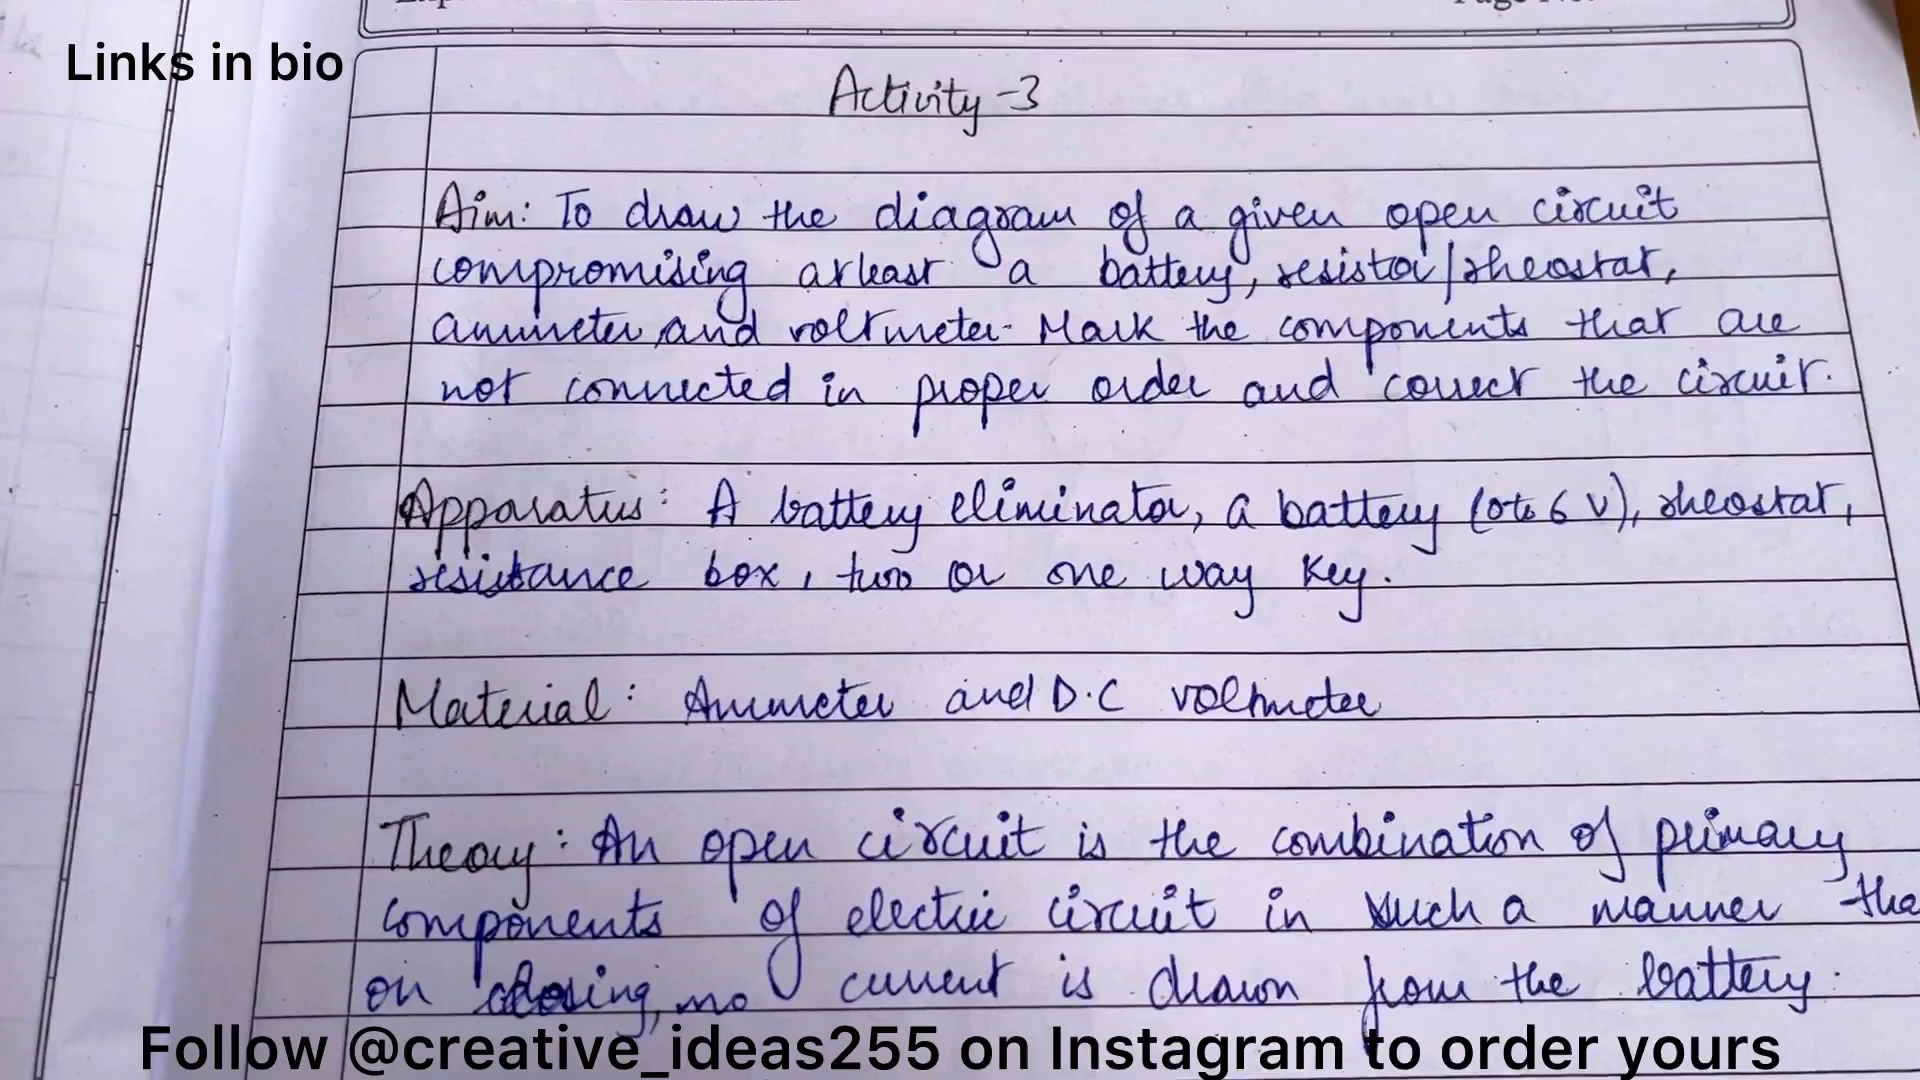 Links in bio
Activity -3
Aim: To draw the diagram of a given open circuit
compromising atleast a battery, resistor/rheostat,
ammeter and voltmeter. Mark the components that are
not connected in proper order and correct the circuit.
Apparatus: A battery eliminator, a battery (0 to 6 V), rheostat,
resistance box, two or one way key.
Material: Ammeter and D.C voltmeter
Theory: An open circuit is the combination of primary
components of electric circuit in such a manner tha
on closing, no current is drawn from the battery.
Follow @creative_ideas255 on Instagram to order yours